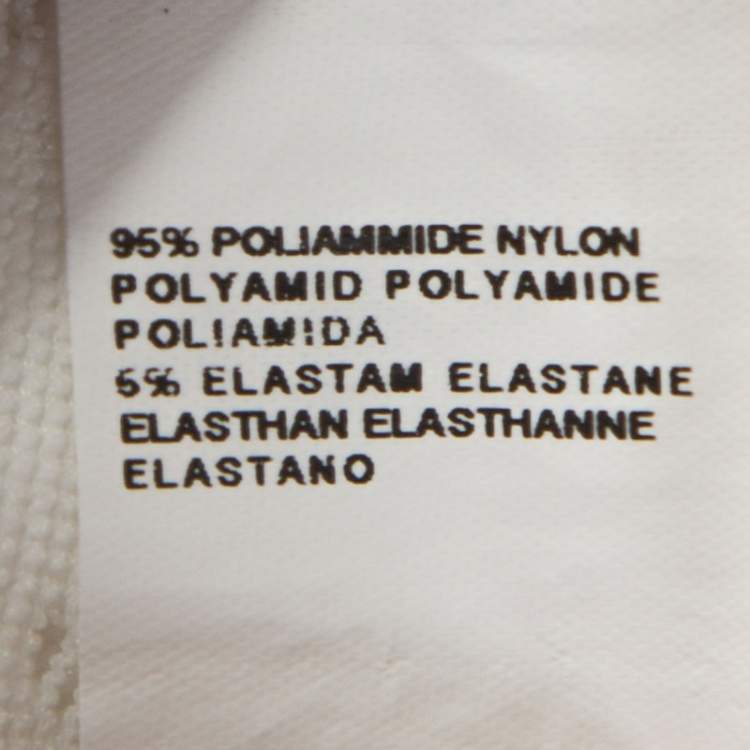 95% POLIAMMIDE NYLON
POLYAMID POLYAMIDE
POLIAMIDA
5% ELASTAM ELASTANE
ELASTHAN ELASTHANNE
ELASTANO